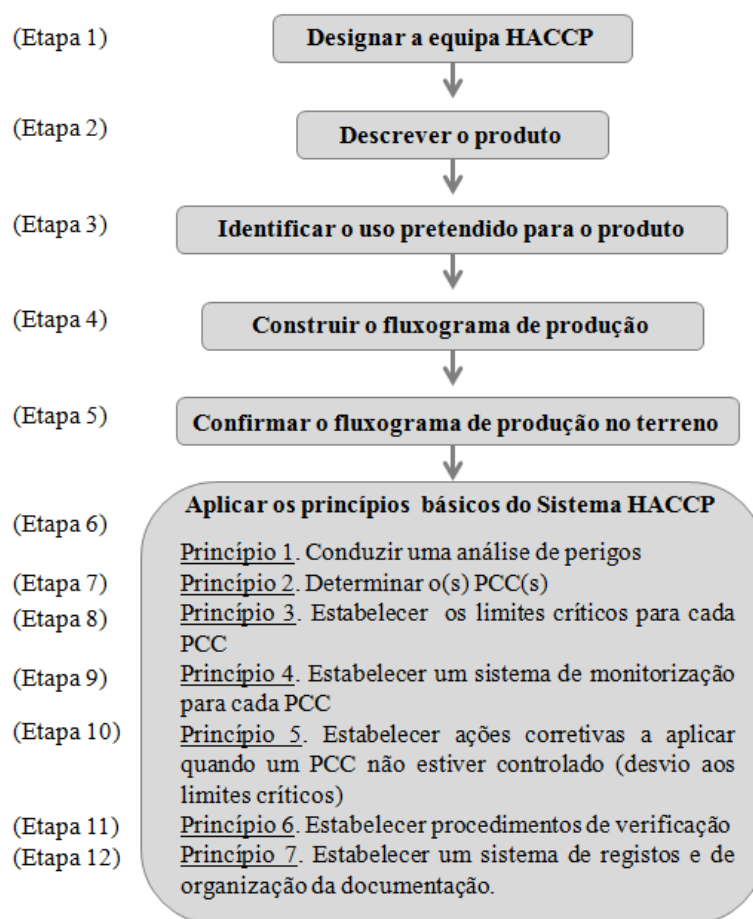 (Etapa 1) Designar a equipa HACCP
(Etapa 2) Descrever o produto
(Etapa 3) Identificar o uso pretendido para o produto
(Etapa 4) Construir o fluxograma de produção
(Etapa 5) Confirmar o fluxograma de produção no terreno
Aplicar os princípios básicos do Sistema HACCP
(Etapa 6) Princípio 1. Conduzir uma análise de perigos
(Etapa 7) Princípio 2. Determinar o(s) PCC(s)
(Etapa 8) Princípio 3. Estabelecer os limites críticos para cada
PCC
(Etapa 9) Princípio 4. Estabelecer um sistema de monitorização
para cada PCC
(Etapa 10) Princípio 5. Estabelecer ações corretivas a aplicar
quando um PCC não estiver controlado (desvio aos
limites críticos)
(Etapa 11) Princípio 6. Estabelecer procedimentos de verificação
(Etapa 12) Princípio 7. Estabelecer um sistema de registos e de
organização da documentação.